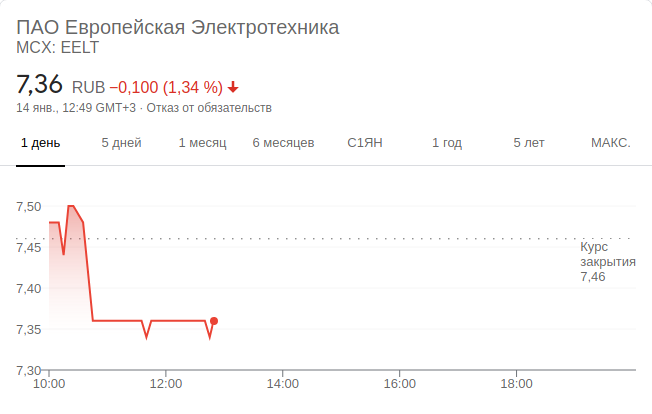 ПАО Европейская Электротехника
MCX: EELT
7,36 RUB −0,100 (1,34 %)
14 янв., 12:49 GMT+3 · Отказ от обязательств
1 день 5 дней 1 месяц 6 месяцев С1ЯН 1 год 5 лет МАКС.
7,50
7,45
7,40
7,35
7,30
Курс
закрытия
7,46
10:00 12:00 14:00 16:00 18:00